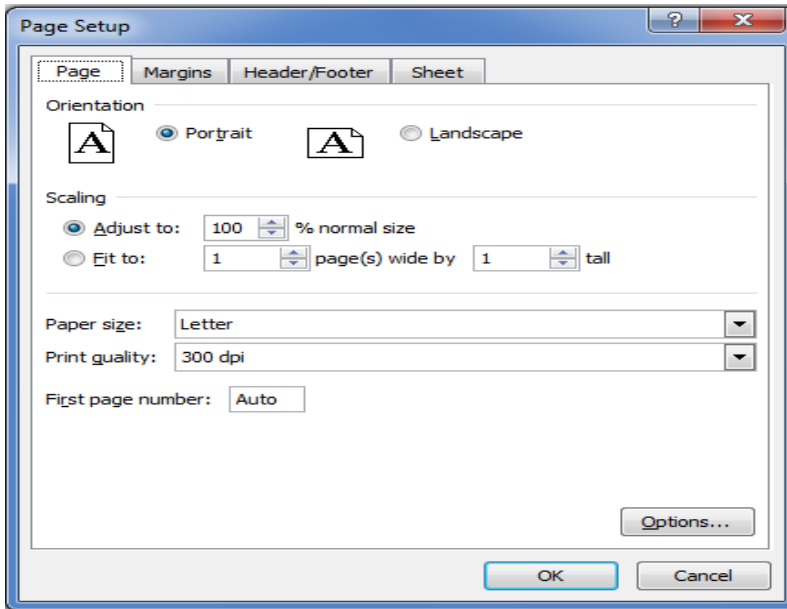 Page Setup
Page Margins Header/Footer Sheet
Orientation
A Portrait A Landscape
Scaling
Adjust to: 100 % normal size
Fit to: 1 page(s) wide by 1 tall
Paper size: Letter
Print quality: 300 dpi
First page number: Auto
Options...
OK Cancel